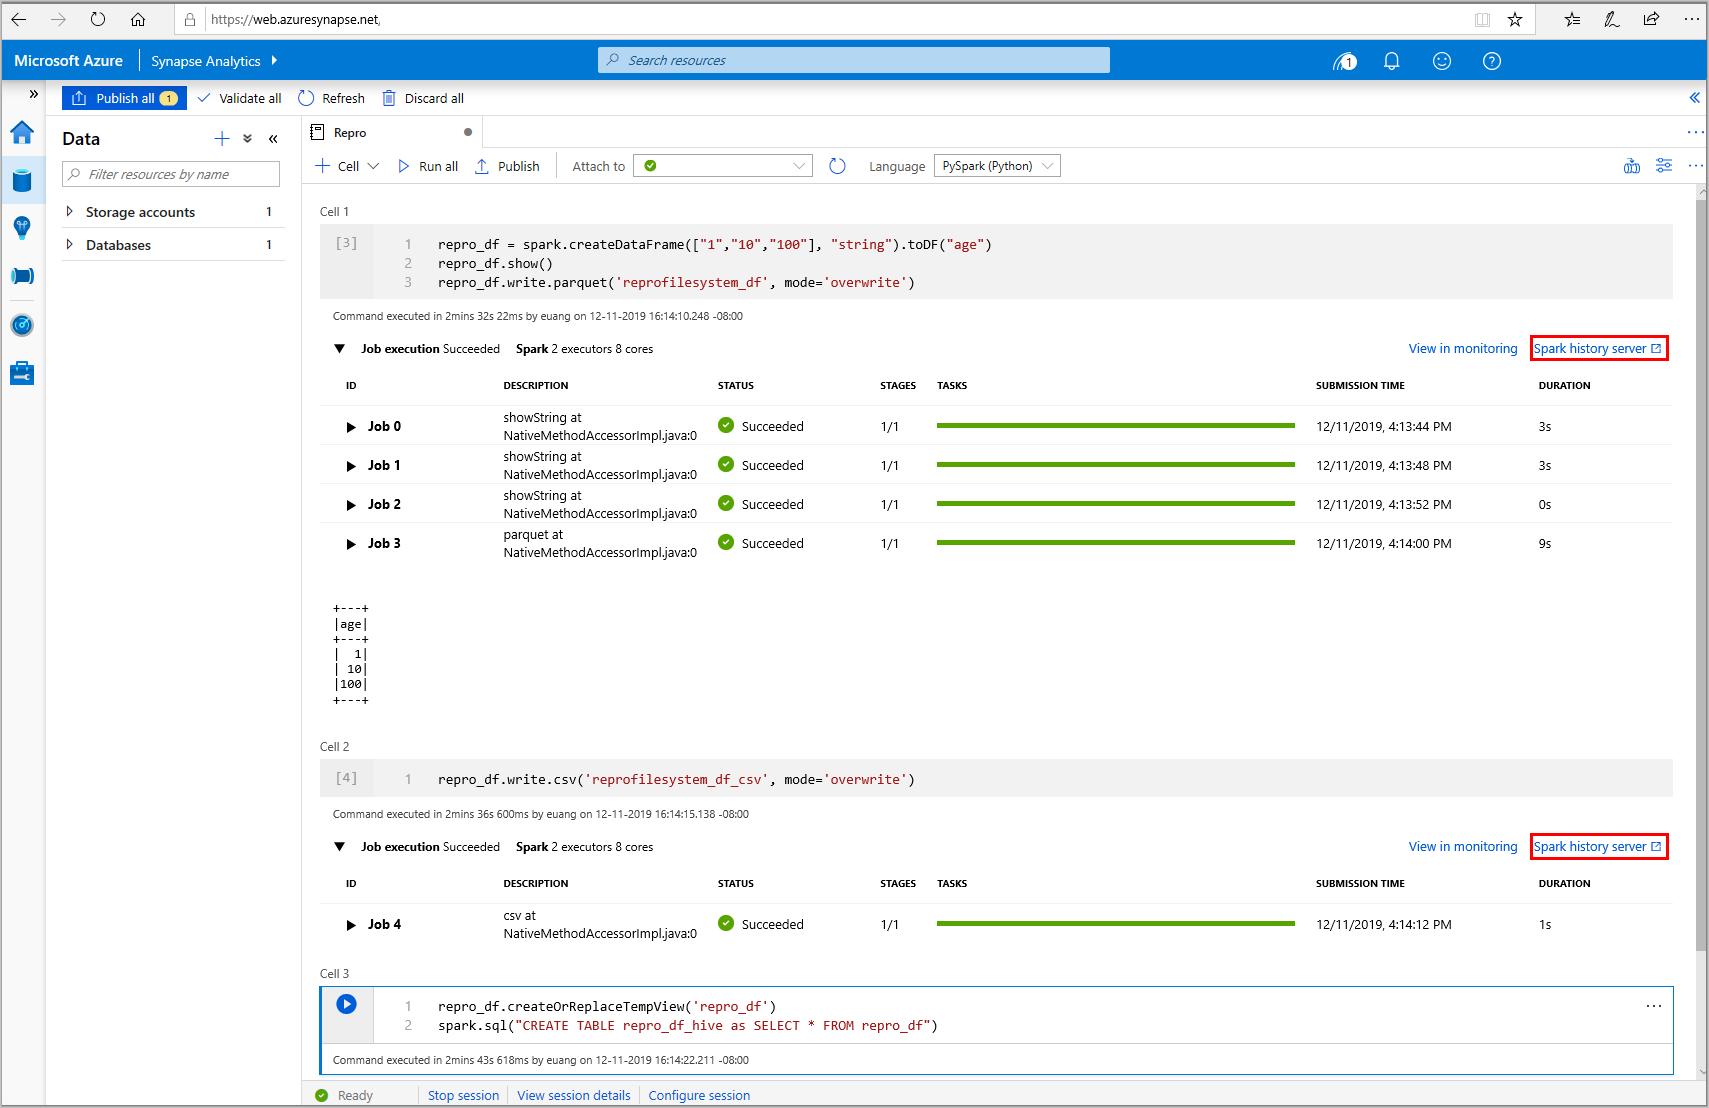 https://web.azuresynapse.net,
Microsoft Azure
Synapse Analytics
Search resources
1
Publish all 1
Validate all
Refresh
Discard all
Data
Filter resources by name
Storage accounts 1
Databases 1
Repro
Cell
Run all
Publish
Attach to
Language
PySpark (Python)
Cell 1
[3]
1 repro_df = spark.createDataFrame(["1","10","100"], "string").toDF("age")
2 repro_df.show()
3 repro_df.write.parquet('reprofilesystem_df', mode='overwrite')
Command executed in 2mins 32s 22ms by euang on 12-11-2019 16:14:10.248 -08:00
Job execution Succeeded Spark 2 executors 8 cores
View in monitoring
Spark history server
ID DESCRIPTION STATUS STAGES TASKS SUBMISSION TIME DURATION
Job 0 showString at NativeMethodAccessorImpl.java:0 Succeeded 1/1 12/11/2019, 4:13:44 PM 3s
Job 1 showString at NativeMethodAccessorImpl.java:0 Succeeded 1/1 12/11/2019, 4:13:48 PM 3s
Job 2 showString at NativeMethodAccessorImpl.java:0 Succeeded 1/1 12/11/2019, 4:13:52 PM 0s
Job 3 parquet at NativeMethodAccessorImpl.java:0 Succeeded 1/1 12/11/2019, 4:14:00 PM 9s
+---+
|age|
+---+
|  1|
| 10|
|100|
+---+
Cell 2
[4]
1 repro_df.write.csv('reprofilesystem_df_csv', mode='overwrite')
Command executed in 2mins 36s 600ms by euang on 12-11-2019 16:14:15.138 -08:00
Job execution Succeeded Spark 2 executors 8 cores
View in monitoring
Spark history server
ID DESCRIPTION STATUS STAGES TASKS SUBMISSION TIME DURATION
Job 4 csv at NativeMethodAccessorImpl.java:0 Succeeded 1/1 12/11/2019, 4:14:12 PM 1s
Cell 3
1 repro_df.createOrReplaceTempView('repro_df')
2 spark.sql("CREATE TABLE repro_df_hive as SELECT * FROM repro_df")
Command executed in 2mins 43s 618ms by euang on 12-11-2019 16:14:22.211 -08:00
Ready
Stop session
View session details
Configure session